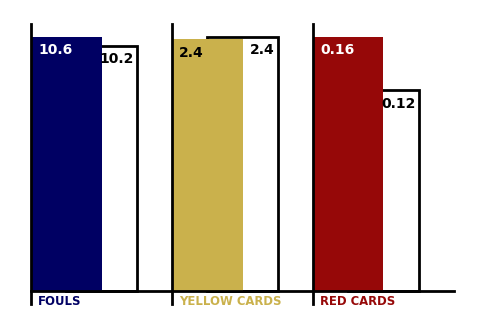 10.6
10.2
2.4
2.4
0.16
0.12
FOULS
YELLOW CARDS
RED CARDS